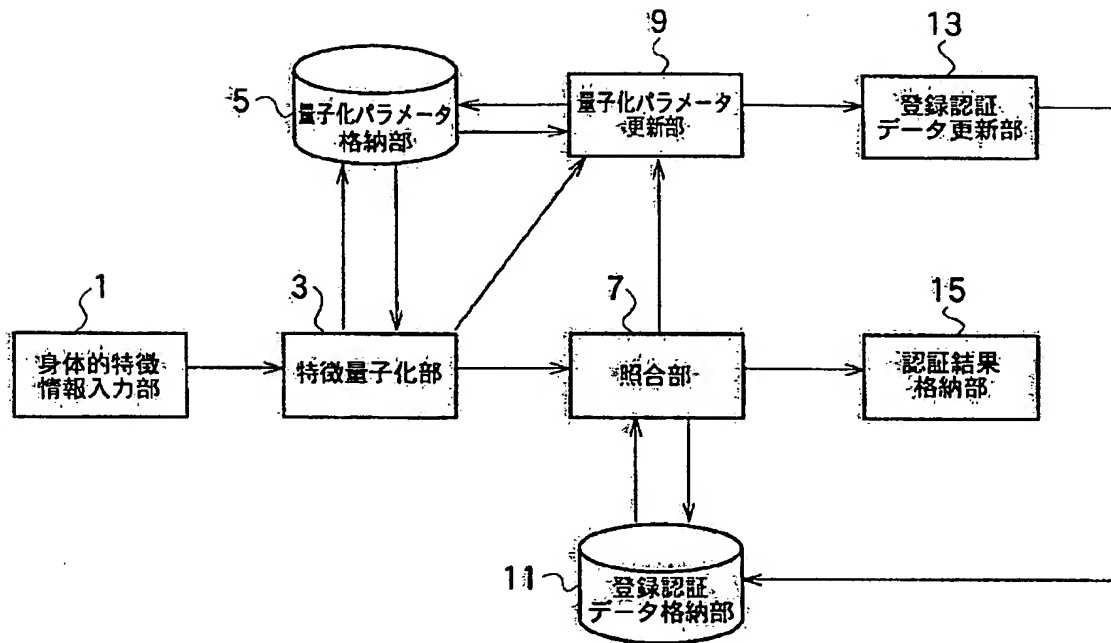 9
13
5
量子化パラメータ
格納部
量子化パラメータ
更新部
登録認証
データ更新部
1
3
7
15
身体的特徴
情報入力部
特徴量子化部
照合部
認証結果
格納部
11
登録認証
データ格納部